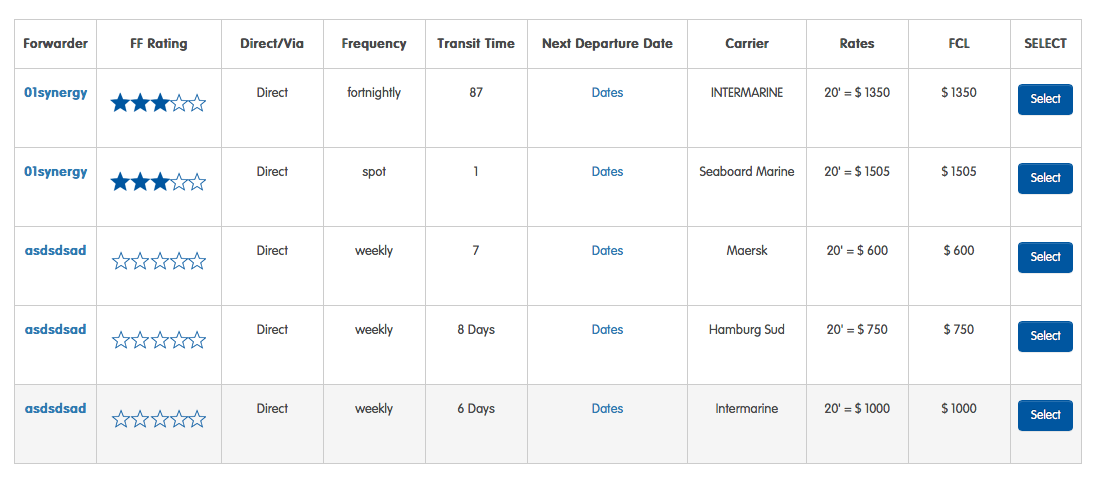 Forwarder FF Rating Direct/Via Frequency Transit Time Next Departure Date Carrier Rates FCL SELECT
01synergy Direct fortnightly 87 Dates INTERMARINE 20' = $ 1350 $ 1350 Select
01synergy Direct spot 1 Dates Seaboard Marine 20' = $ 1505 $ 1505 Select
asdsdsad Direct weekly 7 Dates Maersk 20' = $ 600 $ 600 Select
asdsdsad Direct weekly 8 Days Dates Hamburg Sud 20' = $ 750 $ 750 Select
asdsdsad Direct weekly 6 Days Dates Intermarine 20' = $ 1000 $ 1000 Select